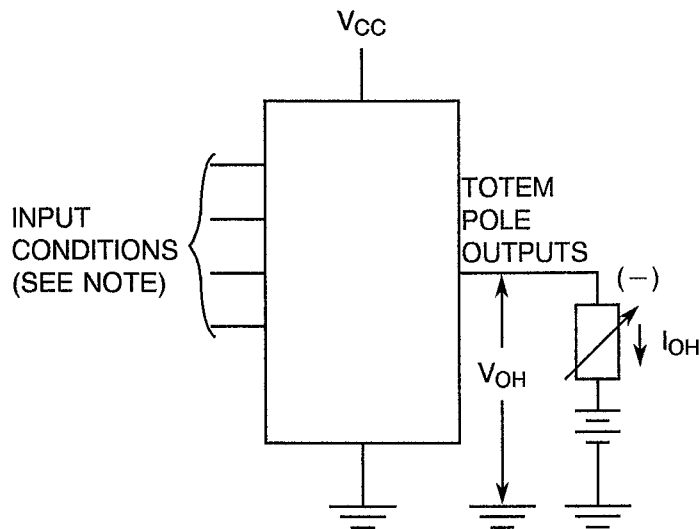 VCC
TOTEM
POLE
OUTPUTS
INPUT
CONDITIONS
(SEE NOTE)
(−)
VOH
IOH